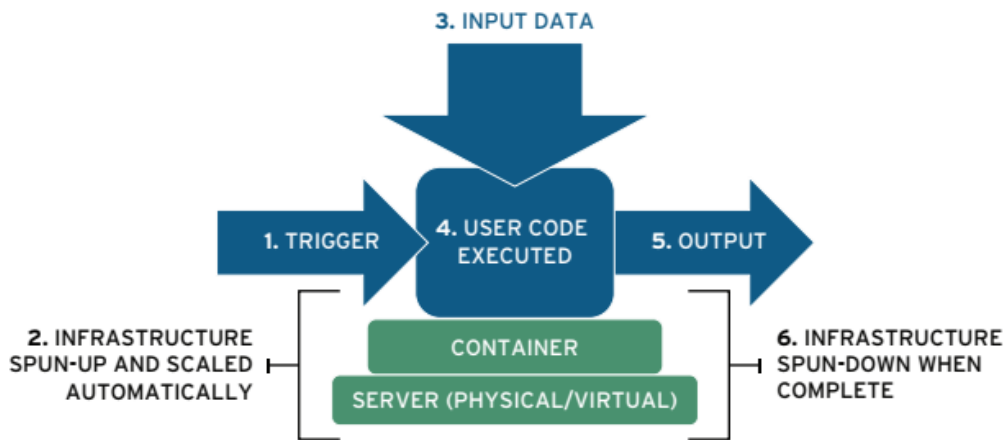 3. INPUT DATA
1. TRIGGER
4. USER CODE
EXECUTED
5. OUTPUT
2. INFRASTRUCTURE
SPUN-UP AND SCALED
AUTOMATICALLY
CONTAINER
SERVER (PHYSICAL/VIRTUAL)
6. INFRASTRUCTURE
SPUN-DOWN WHEN
COMPLETE